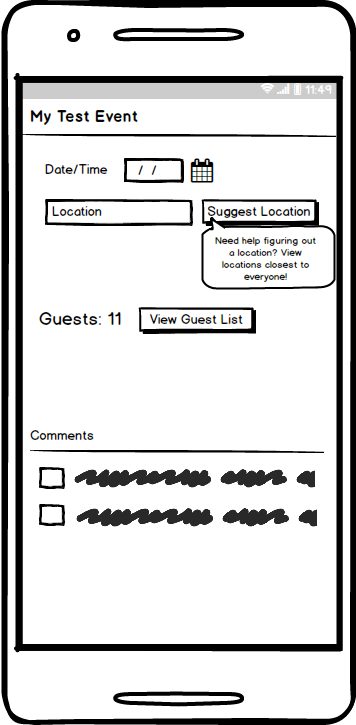 11:49
My Test Event
Date/Time / /
Location Suggest Location
Need help figuring out
a location? View
locations closest to
everyone!
Guests: 11 View Guest List
Comments